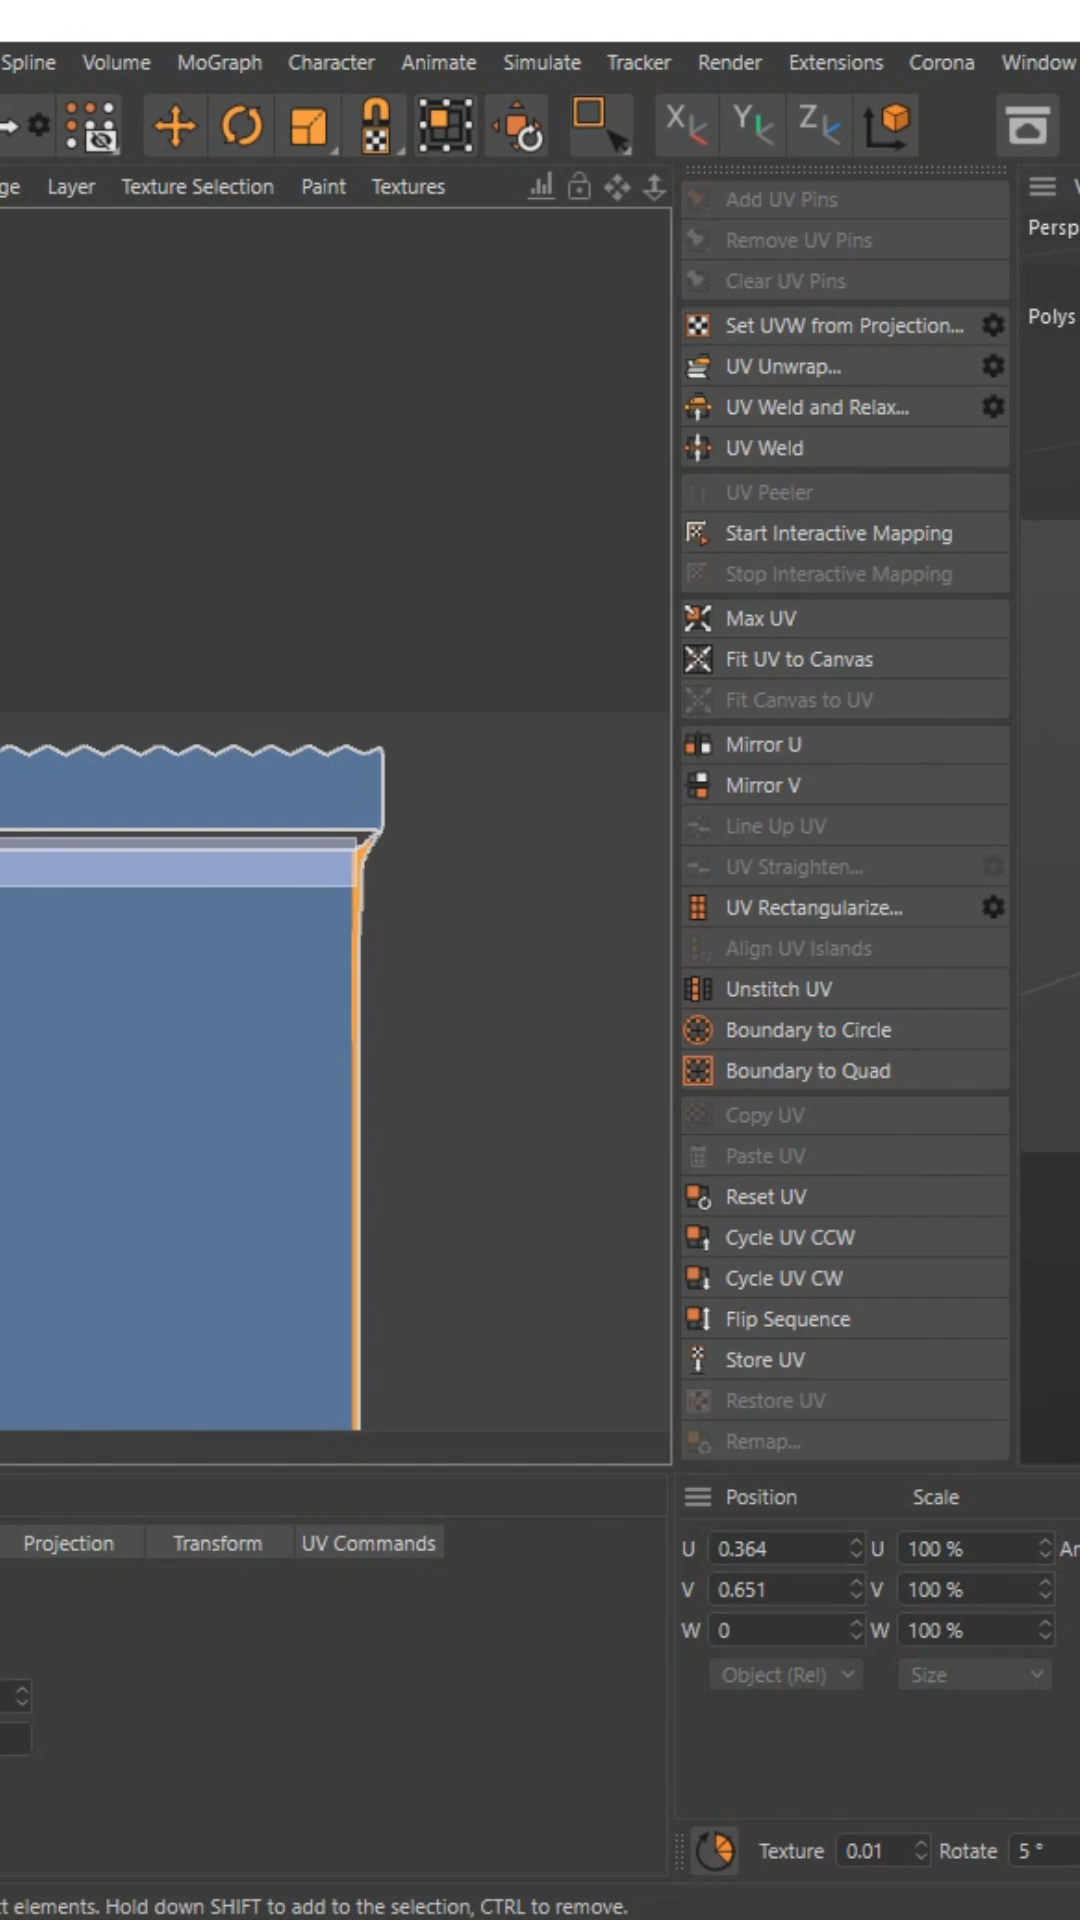 Spline Volume MoGraph Character Animate Simulate Tracker Render Extensions Corona Window
X Y Z
ge Layer Texture Selection Paint Textures
Add UV Pins
Remove UV Pins
Clear UV Pins
Set UVW from Projection...
UV Unwrap...
UV Weld and Relax...
UV Weld
UV Peeler
Start Interactive Mapping
Stop Interactive Mapping
Max UV
Fit UV to Canvas
Fit Canvas to UV
Mirror U
Mirror V
Line Up UV
UV Straighten...
UV Rectangularize...
Align UV Islands
Unstitch UV
Boundary to Circle
Boundary to Quad
Copy UV
Paste UV
Reset UV
Cycle UV CCW
Cycle UV CW
Flip Sequence
Store UV
Restore UV
Remap...
V
Persp
Polys
Projection Transform UV Commands
Position Scale
U 0.364 U 100 % An
V 0.651 V 100 %
W 0 W 100 %
Object (Rel) Size
Texture 0.01 Rotate 5 °
ct elements. Hold down SHIFT to add to the selection, CTRL to remove.